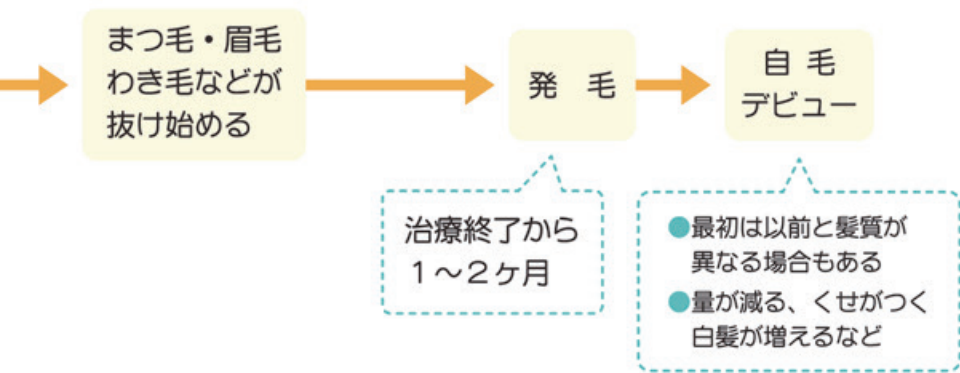 まつ毛・眉毛
わき毛などが
抜け始める
発　毛
自 毛
デビュー
治療終了から
１～２ヶ月
●最初は以前と髪質が
異なる場合もある
●量が減る、くせがつく
白髪が増えるなど